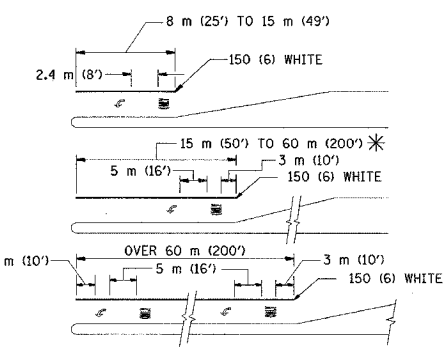 8 m (25') TO 15 m (49')
150 (6) WHITE
2.4 m (8')
15 m (50') TO 60 m (200') *
5 m (16')
3 m (10')
150 (6) WHITE
OVER 60 m (200')
m (10')
5 m (16')
3 m (10')
150 (6) WHITE